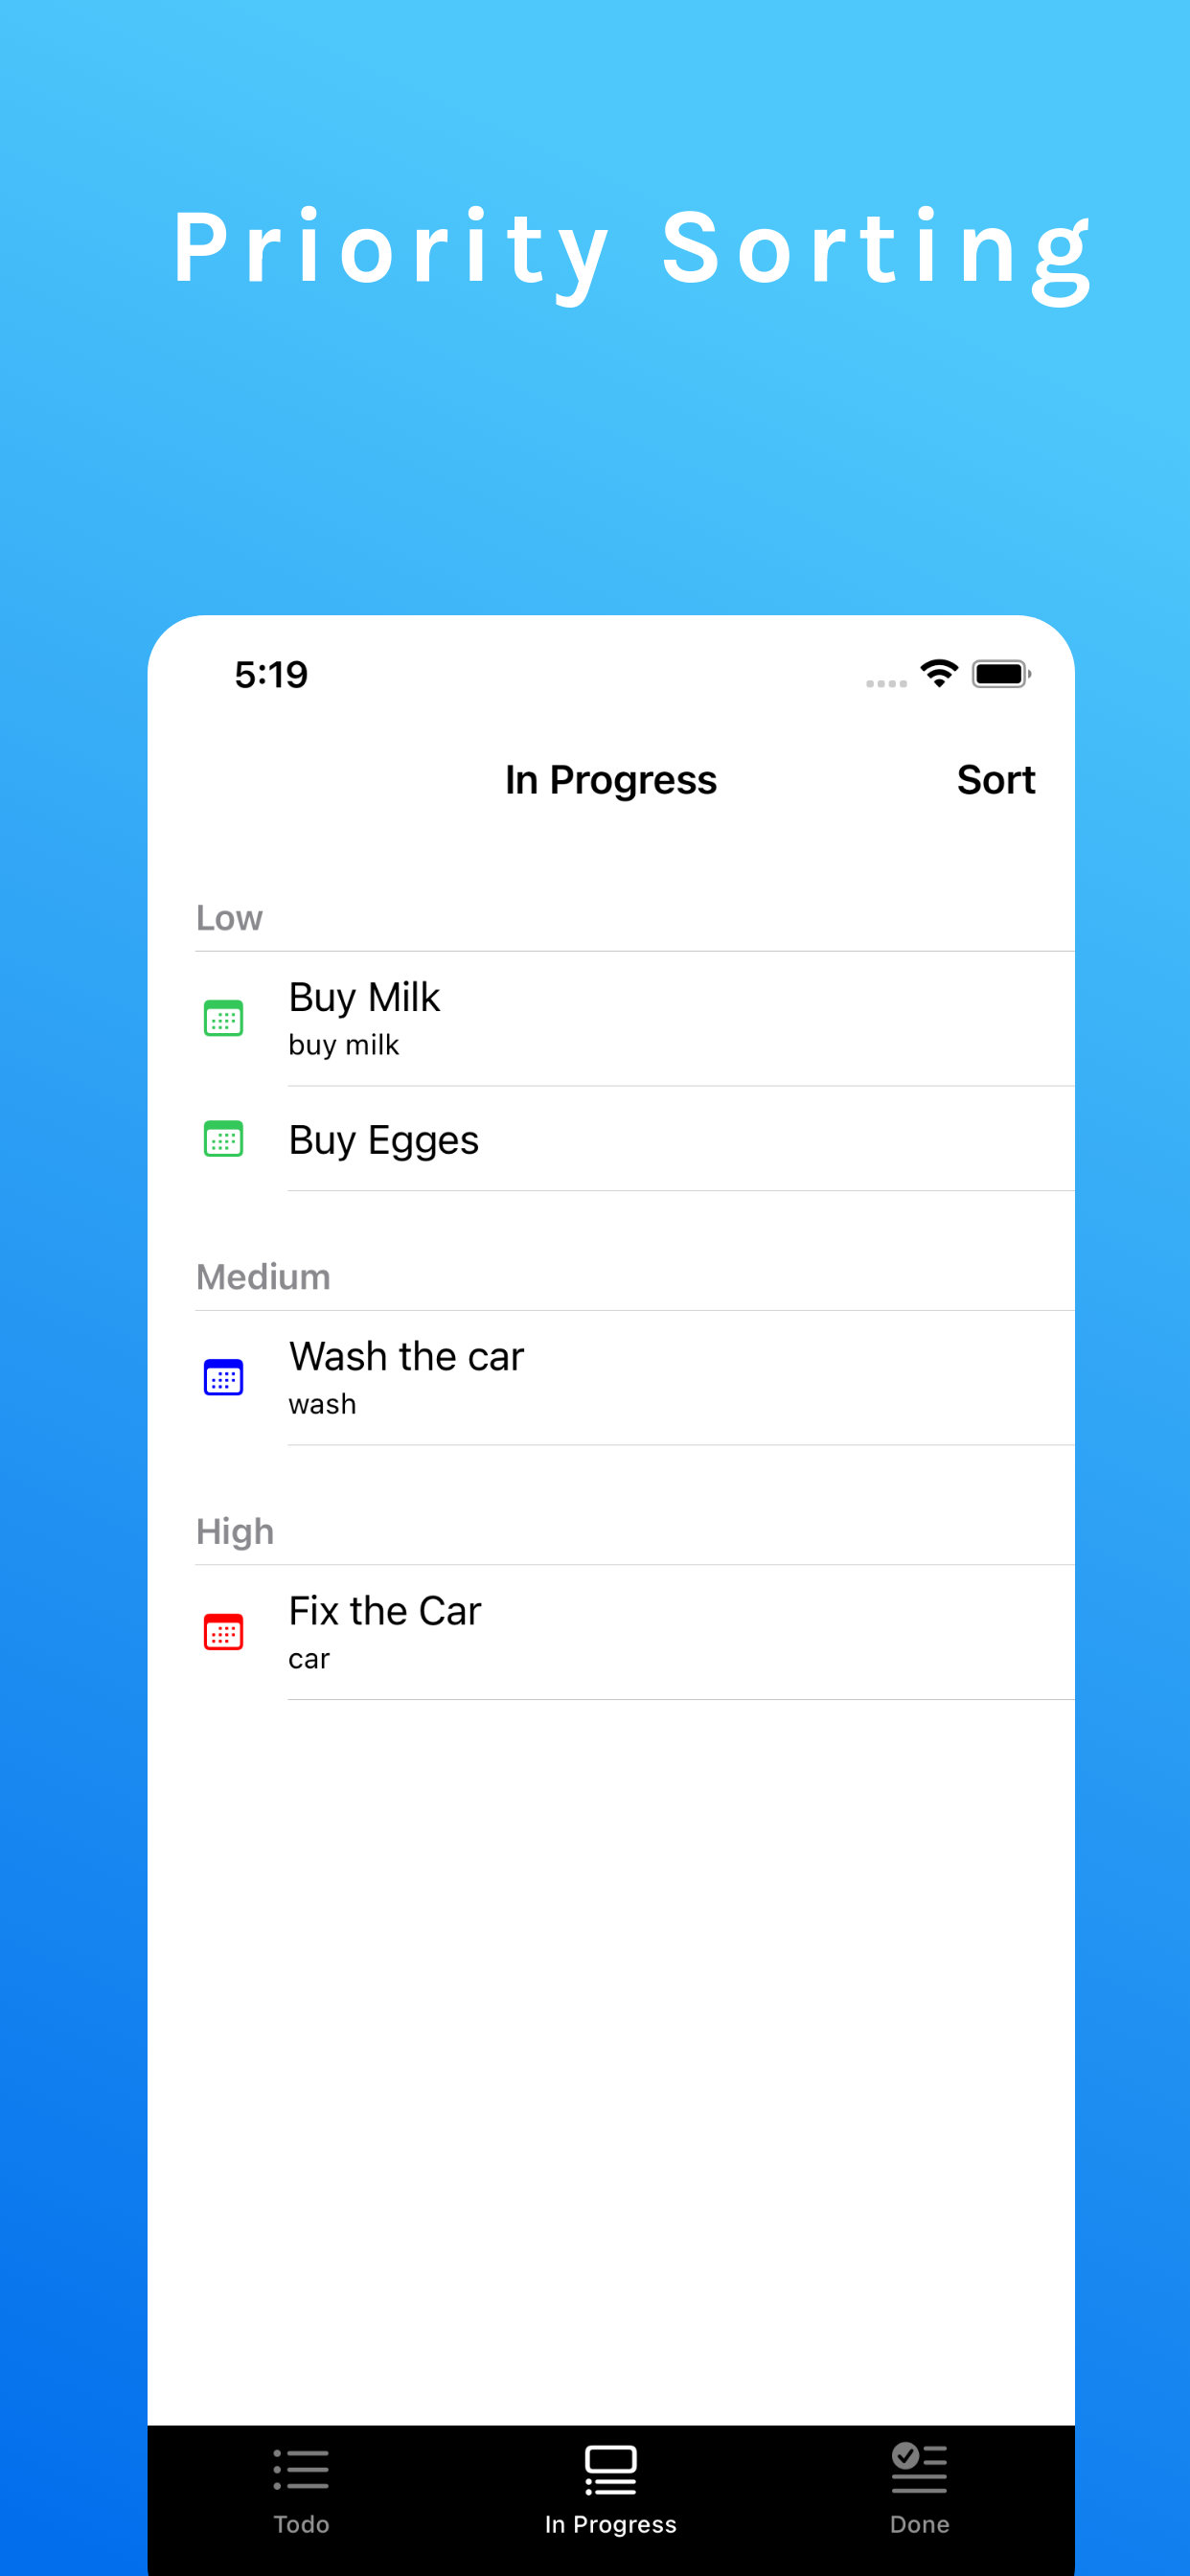 Priority Sorting
5:19
In Progress
Sort
Low
Buy Milk
buy milk
Buy Egges
Medium
Wash the car
wash
High
Fix the Car
car
Todo
In Progress
Done